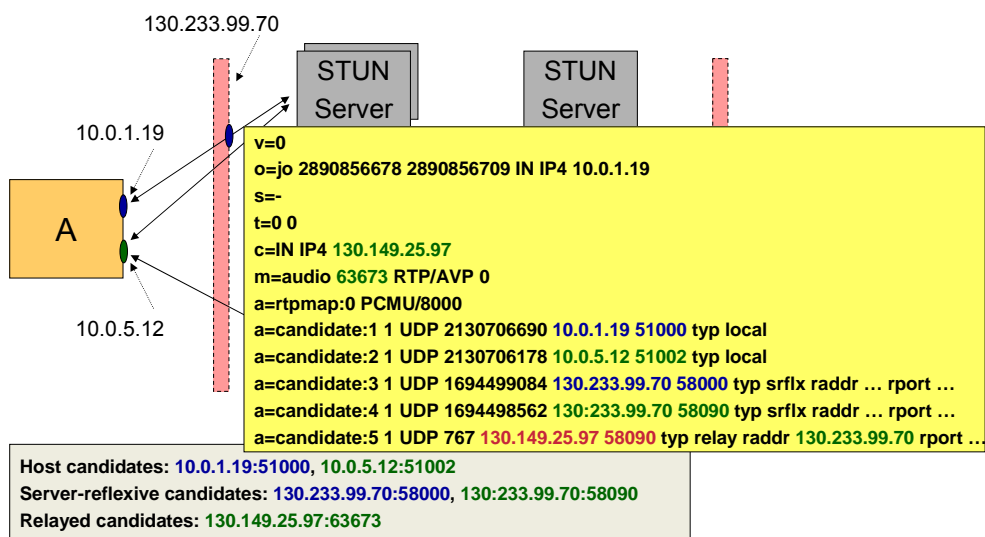 130.233.99.70
STUN
Server
STUN
Server
10.0.1.19
A
10.0.5.12
v=0
o=jo 2890856678 2890856709 IN IP4 10.0.1.19
s=-
t=0 0
c=IN IP4 130.149.25.97
m=audio 63673 RTP/AVP 0
a=rtpmap:0 PCMU/8000
a=candidate:1 1 UDP 2130706690 10.0.1.19 51000 typ local
a=candidate:2 1 UDP 2130706178 10.0.5.12 51002 typ local
a=candidate:3 1 UDP 1694499084 130.233.99.70 58000 typ srflx raddr … rport …
a=candidate:4 1 UDP 1694498562 130:233.99.70 58090 typ srflx raddr … rport …
a=candidate:5 1 UDP 767 130.149.25.97 58090 typ relay raddr 130.233.99.70 rport …
Host candidates: 10.0.1.19:51000, 10.0.5.12:51002
Server-reflexive candidates: 130.233.99.70:58000, 130:233.99.70:58090
Relayed candidates: 130.149.25.97:63673